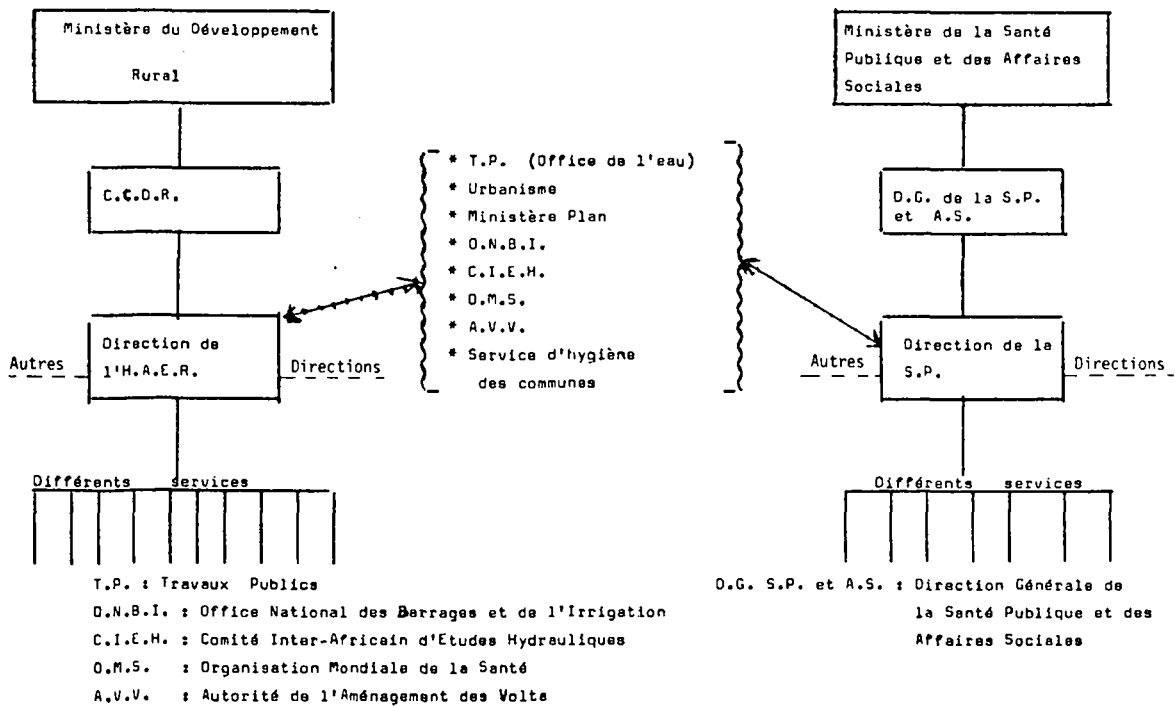 Ministère du Développement
Rural
C.C.D.R.
Direction de
l'H.A.E.R.
Autres
Directions
Différents services
* T.P. (Office de l'eau)
* Urbanisme
* Ministère Plan
* O.N.B.I.
* C.I.E.H.
* O.M.S.
* A.V.V.
* Service d'hygiène
des communes
Ministère de la Santé
Publique et des Affaires
Sociales
D.G. de la S.P.
et A.S.
Direction de la
S.P.
Autres
Directions
Différents services
T.P. : Travaux Publics
O.N.B.I. : Office National des Barrages et de l'Irrigation
C.I.E.H. : Comité Inter-Africain d'Etudes Hydrauliques
O.M.S. : Organisation Mondiale de la Santé
A.V.V. : Autorité de l'Aménagement des Volta
D.G. S.P. et A.S. : Direction Générale de
la Santé Publique et des
Affaires Sociales